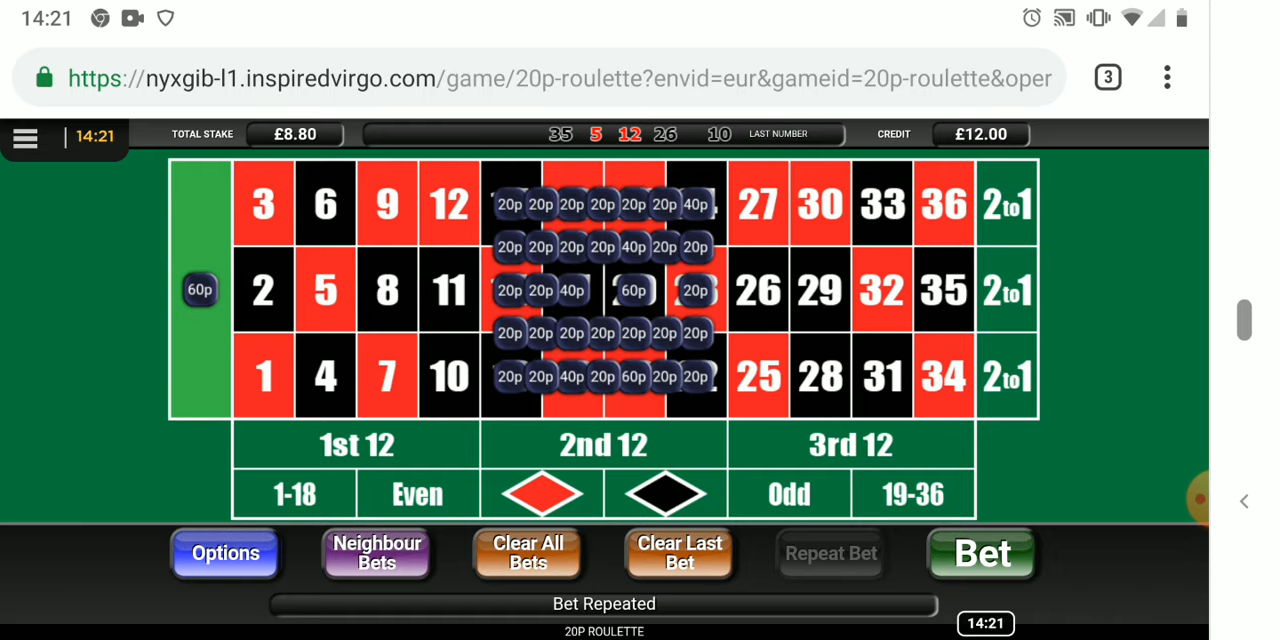 14:21
https://nyxgib-l1.inspiredvirgo.com/game/20p-roulette?envid=eur&gameid=20p-roulette&oper
3
14:21 TOTAL STAKE £8.80 35 5 12 26 10 LAST NUMBER CREDIT £12.00
3 6 9 12 20p 20p 20p 20p 20p 20p 40p 27 30 33 36 2to1
20p 20p 20p 20p 40p 20p 20p
60p 2 5 8 11 20p 20p 40p 60p 20p 26 29 32 35 2to1
20p 20p 20p 20p 20p 20p 20p
1 4 7 10 20p 20p 40p 20p 60p 20p 20p 25 28 31 34 2to1
1st 12 2nd 12 3rd 12
1-18 Even Odd 19-36
Options Neighbour Bets Clear All Bets Clear Last Bet Repeat Bet Bet
Bet Repeated
14:21
20P ROULETTE